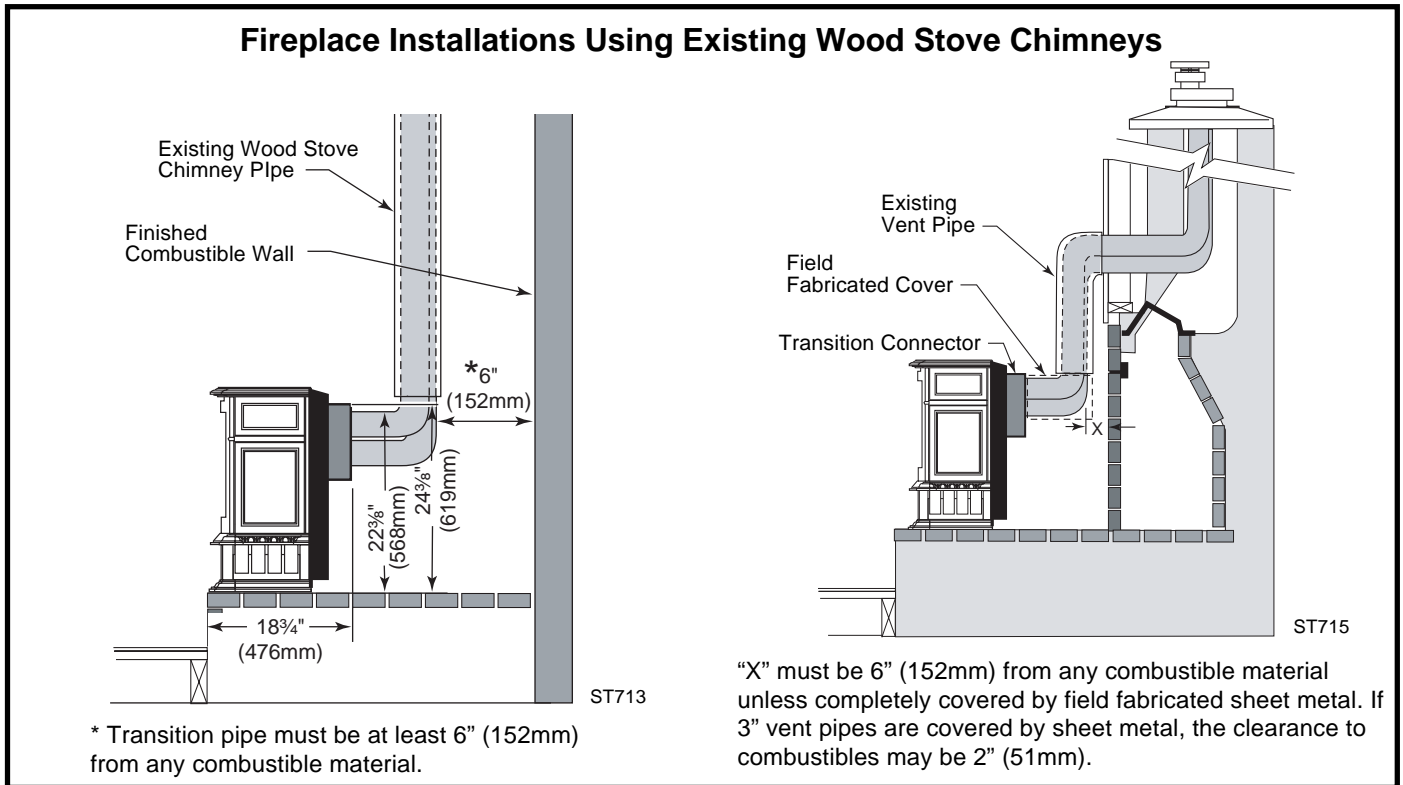 Fireplace Installations Using Existing Wood Stove Chimneys
Existing Wood Stove
Chimney PIpe
Finished
Combustible Wall
*6"
(152mm)
22⅜"
(568mm)
24⅜"
(619mm)
18¾"
(476mm)
ST713
* Transition pipe must be at least 6” (152mm)
from any combustible material.
Existing
Vent Pipe
Field
Fabricated Cover
Transition Connector
X
ST715
“X” must be 6” (152mm) from any combustible material
unless completely covered by field fabricated sheet metal. If
3” vent pipes are covered by sheet metal, the clearance to
combustibles may be 2” (51mm).